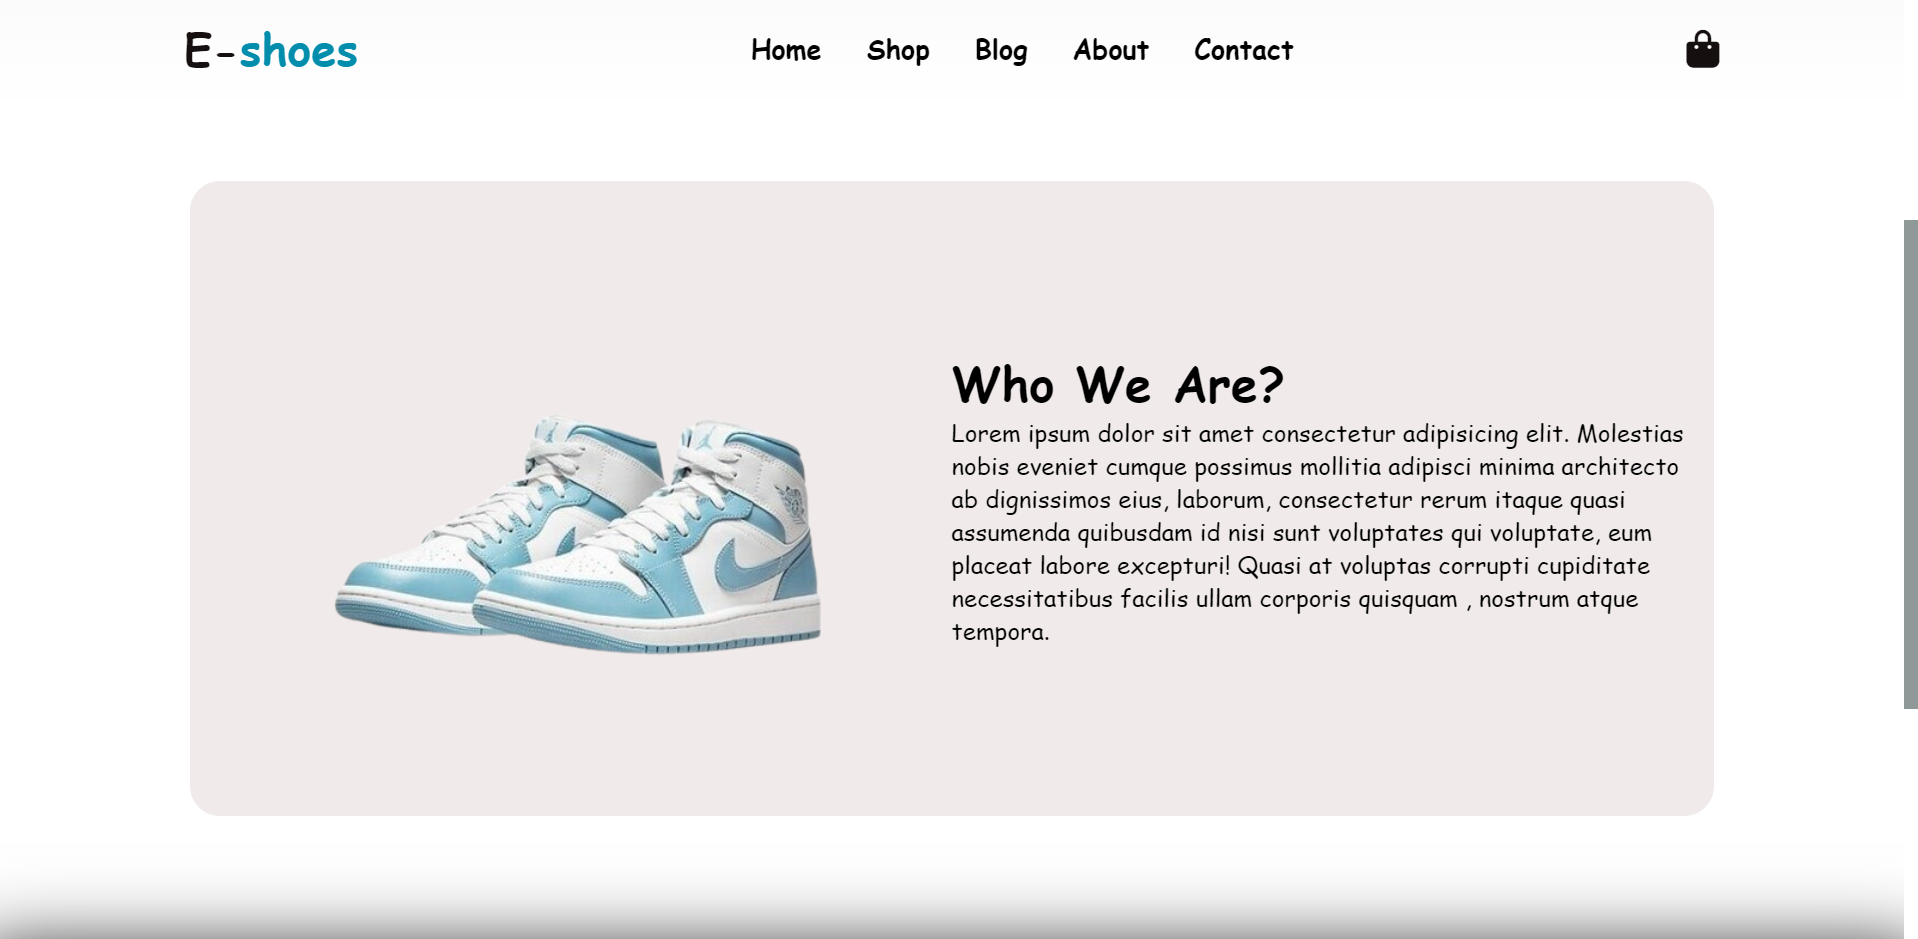 E-shoes
Home Shop Blog About Contact
Who We Are?
Lorem ipsum dolor sit amet consectetur adipisicing elit. Molestias
nobis eveniet cumque possimus mollitia adipisci minima architecto
ab dignissimos eius, laborum, consectetur rerum itaque quasi
assumenda quibusdam id nisi sunt voluptates qui voluptate, eum
placeat labore excepturi! Quasi at voluptas corrupti cupiditate
necessitatibus facilis ullam corporis quisquam , nostrum atque
tempora.